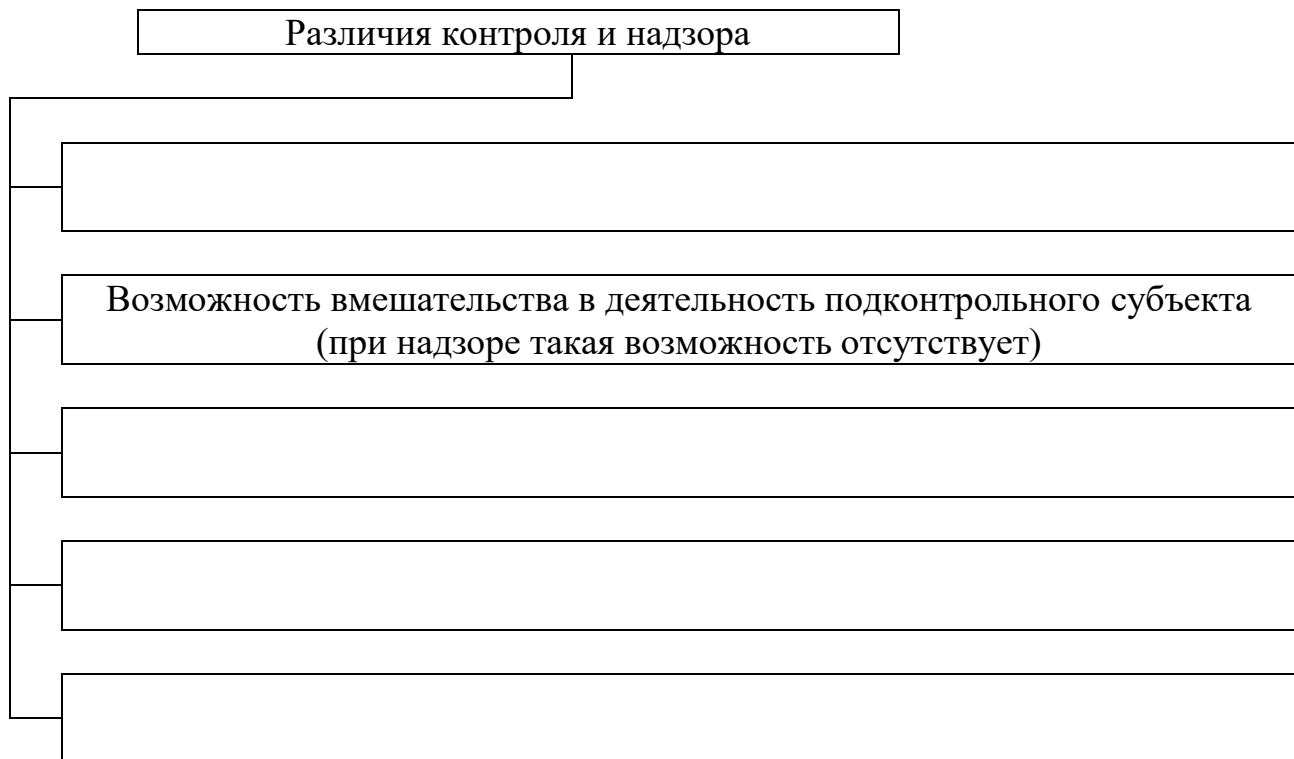 Различия контроля и надзора
Возможность вмешательства в деятельность подконтрольного субъекта
(при надзоре такая возможность отсутствует)